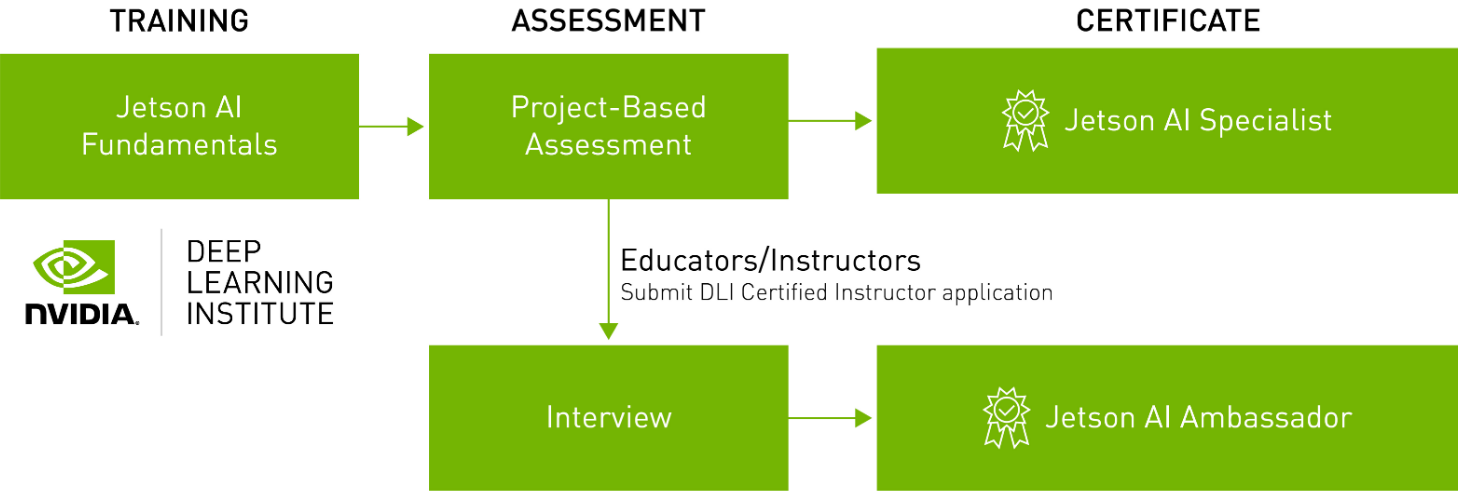 TRAINING
ASSESSMENT
CERTIFICATE
Jetson AI
Fundamentals
Project-Based
Assessment
Jetson AI Specialist
NVIDIA.
DEEP
LEARNING
INSTITUTE
Educators/Instructors
Submit DLI Certified Instructor application
Interview
Jetson AI Ambassador